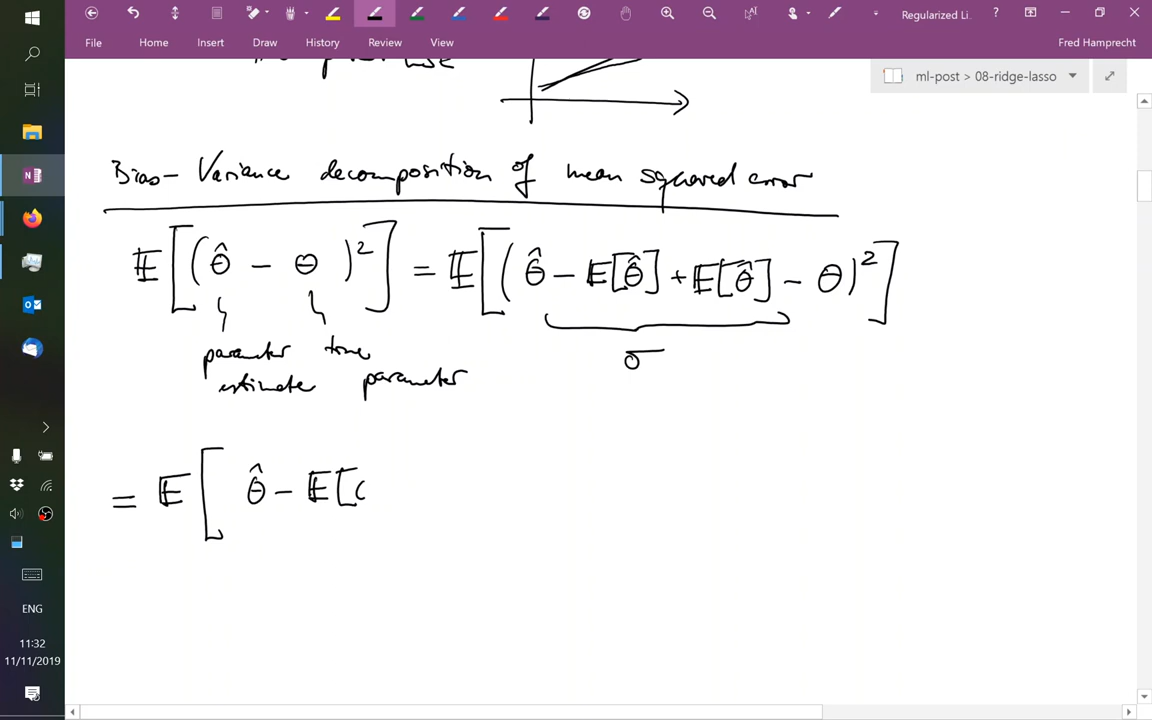 Regularized Li...
File Home Insert Draw History Review View
Fred Hamprecht
ml-post > 08-ridge-lasso
Bias-Variance decomposition of mean squared error
𝔼[(θ̂ − θ)²] = 𝔼[(θ̂ − 𝔼[θ̂] + 𝔼[θ̂] − θ)²]
parameter estimate
true parameter
= 𝔼[ θ̂ − 𝔼[
ENG
11:32
11/11/2019